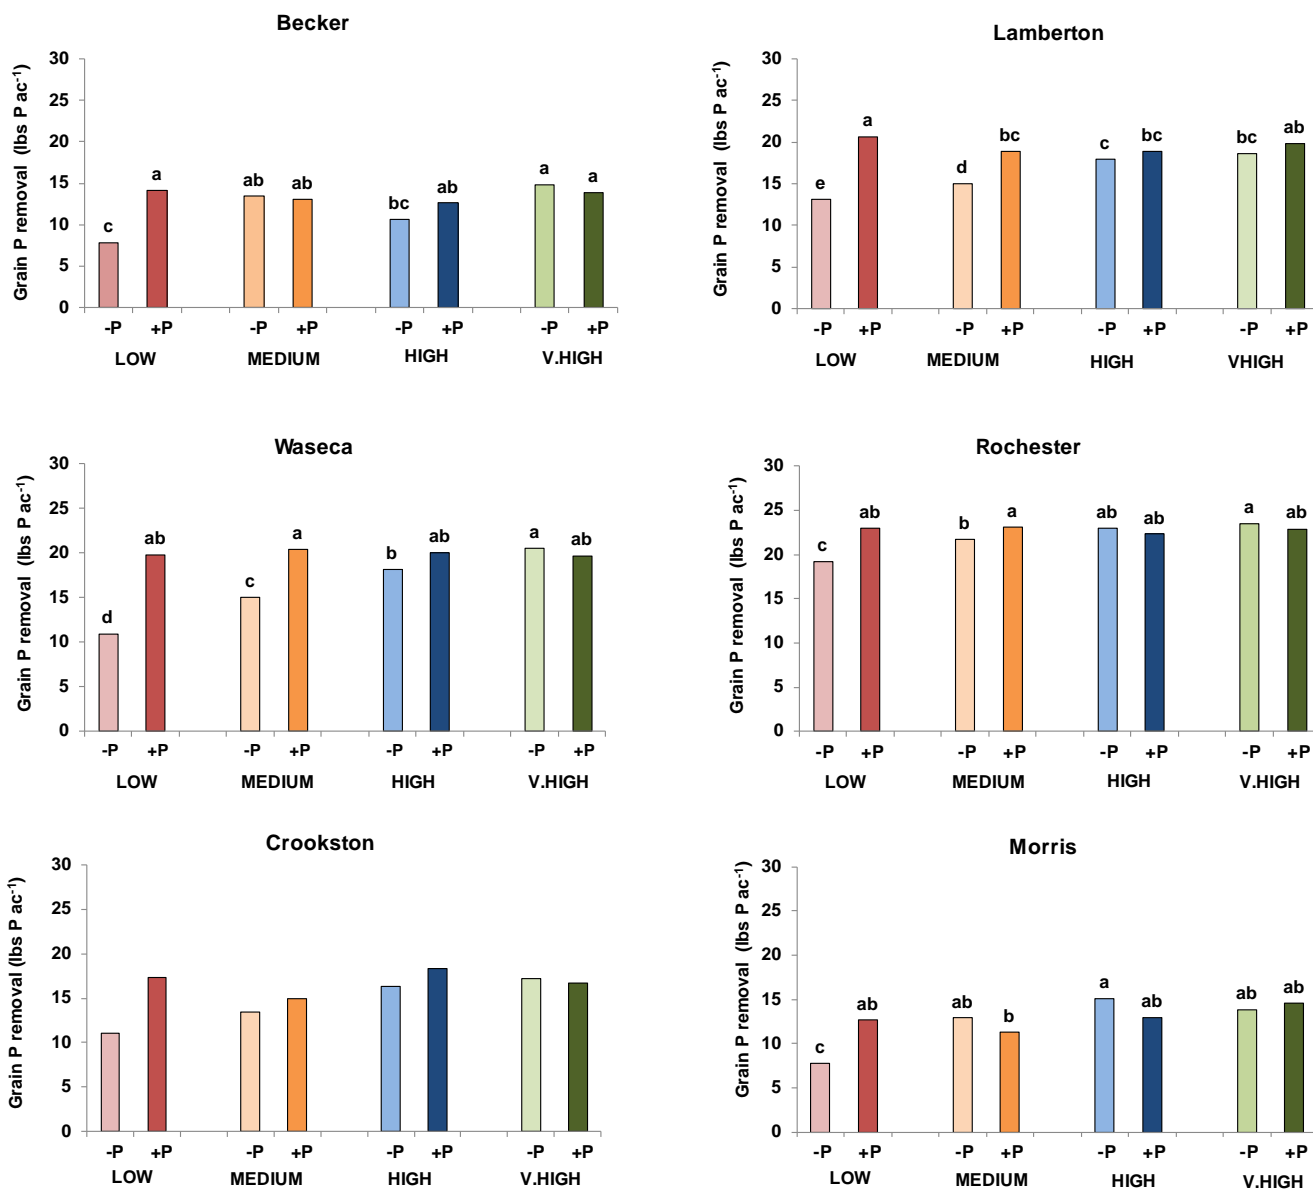 Becker
Grain P removal (lbs P ac-1)
30
25
20
15
10
5
0
c a ab ab bc ab a a
-P +P -P +P -P +P -P +P
LOW MEDIUM HIGH V.HIGH
Lamberton
Grain P removal (lbs P ac-1)
30
25
20
15
10
5
0
e a d bc c bc bc ab
-P +P -P +P -P +P -P +P
LOW MEDIUM HIGH VHIGH
Waseca
Grain P removal (lbs P ac-1)
30
25
20
15
10
5
0
d ab c a b ab a ab
-P +P -P +P -P +P -P +P
LOW MEDIUM HIGH V.HIGH
Rochester
Grain P removal (lbs P ac-1)
30
25
20
15
10
5
0
c ab b a ab ab a ab
-P +P -P +P -P +P -P +P
LOW MEDIUM HIGH V.HIGH
Crookston
Grain P removal (lbs P ac-1)
30
25
20
15
10
5
0
-P +P -P +P -P +P -P +P
LOW MEDIUM HIGH V.HIGH
Morris
Grain P removal (lbs P ac-1)
30
25
20
15
10
5
0
c ab ab b a ab ab ab
-P +P -P +P -P +P -P +P
LOW MEDIUM HIGH V.HIGH